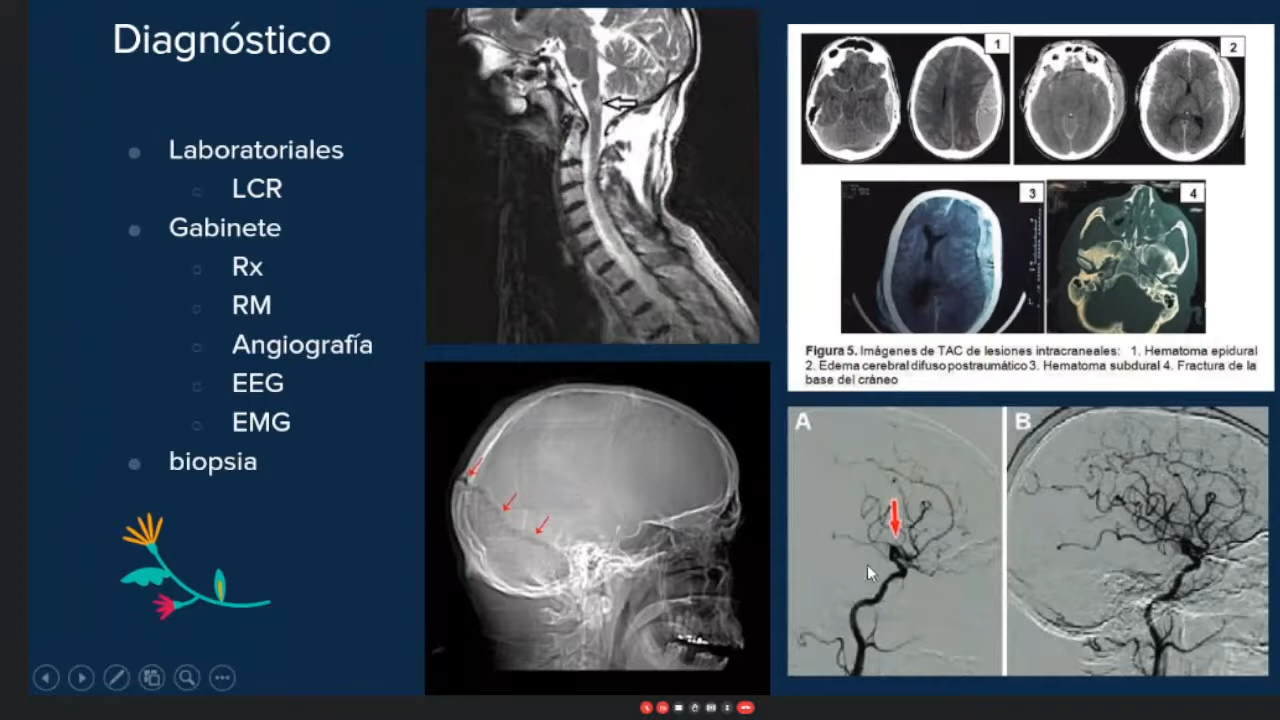 Diagnóstico
Laboratoriales
LCR
Gabinete
Rx
RM
Angiografía
EEG
EMG
biopsia
1
2
3
4
Figura 5. Imágenes de TAC de lesiones intracraneales: 1. Hematoma epidural
2. Edema cerebral difuso postraumático 3. Hematoma subdural 4. Fractura de la
base del cráneo
A
B